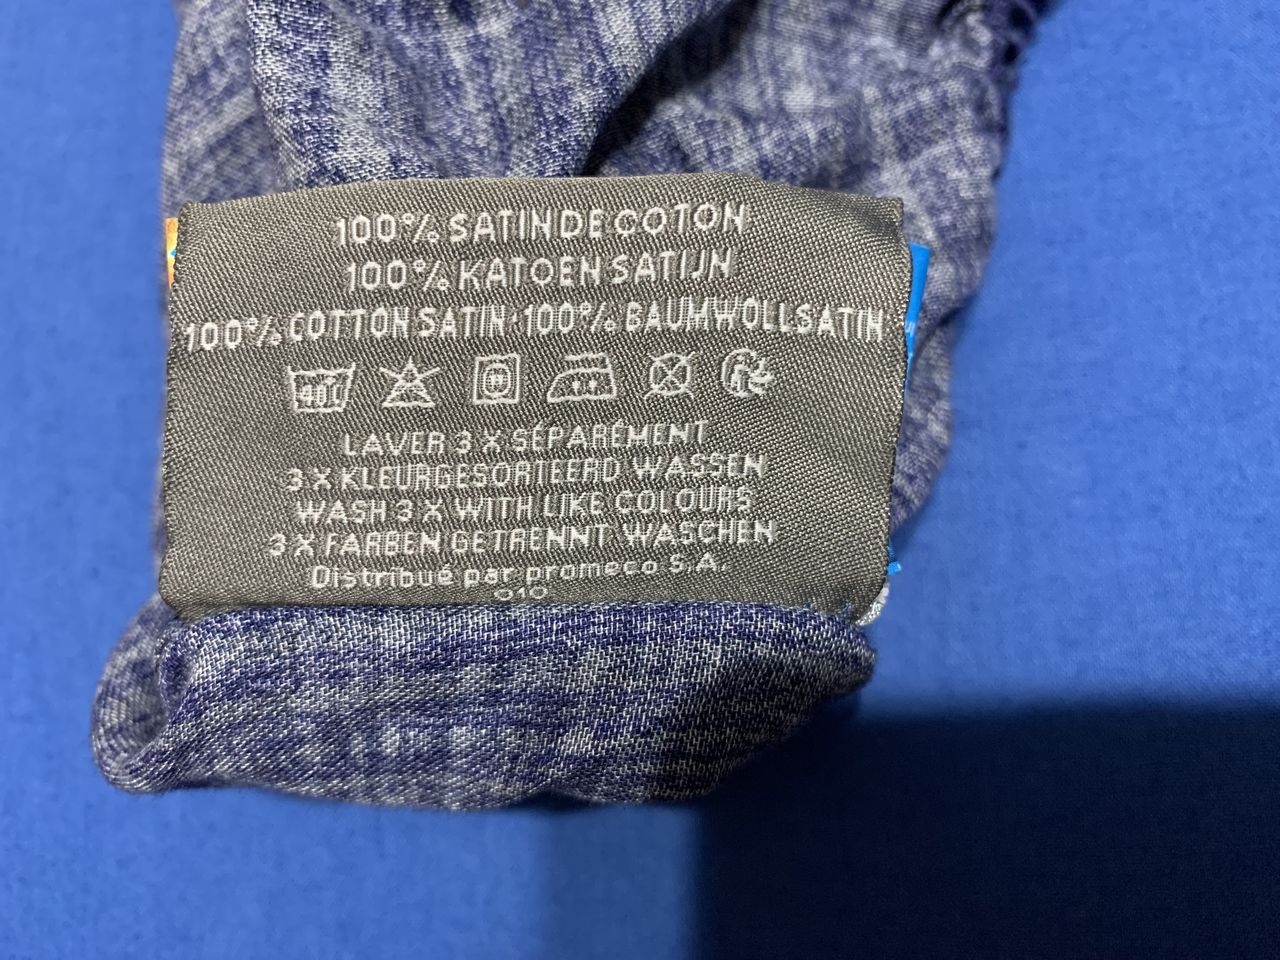 100% SATIN DE COTON
100% KATOEN SATIJN
100% COTTON SATIN · 100% BAUMWOLLSATIN
40°
LAVER 3 X SÉPARÉMENT
3 X KLEURGESORTEERD WASSEN
WASH 3 X WITH LIKE COLOURS
3 X FARBEN GETRENNT WASCHEN
Distribué par promeco S.A.
010